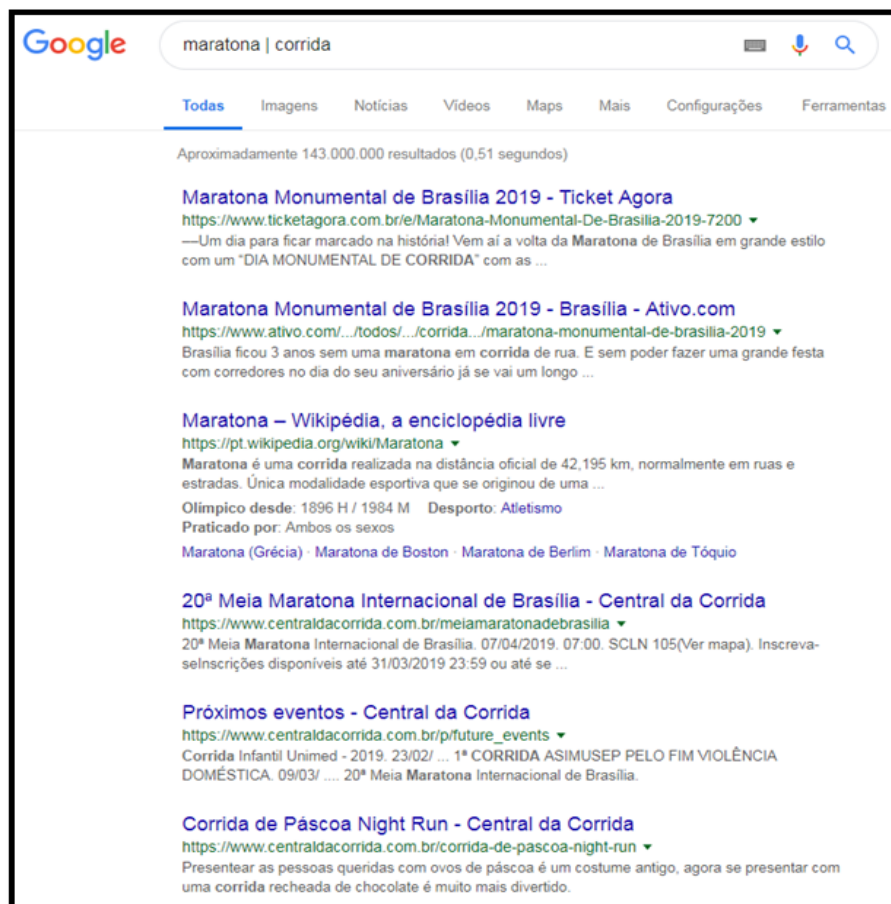 Google
maratona | corrida
Todas Imagens Notícias Vídeos Maps Mais Configurações Ferramentas
Aproximadamente 143.000.000 resultados (0,51 segundos)
Maratona Monumental de Brasília 2019 - Ticket Agora
https://www.ticketagora.com.br/e/Maratona-Monumental-De-Brasilia-2019-7200
—Um dia para ficar marcado na história! Vem aí a volta da Maratona de Brasília em grande estilo
com um “DIA MONUMENTAL DE CORRIDA” com as ...
Maratona Monumental de Brasília 2019 - Brasília - Ativo.com
https://www.ativo.com/.../todos/.../corrida.../maratona-monumental-de-brasilia-2019
Brasília ficou 3 anos sem uma maratona em corrida de rua. E sem poder fazer uma grande festa
com corredores no dia do seu aniversário já se vai um longo ...
Maratona – Wikipédia, a enciclopédia livre
https://pt.wikipedia.org/wiki/Maratona
Maratona é uma corrida realizada na distância oficial de 42,195 km, normalmente em ruas e
estradas. Única modalidade esportiva que se originou de uma ...
Olímpico desde: 1896 H / 1984 M Desporto: Atletismo
Praticado por: Ambos os sexos
Maratona (Grécia) · Maratona de Boston · Maratona de Berlim · Maratona de Tóquio
20ª Meia Maratona Internacional de Brasília - Central da Corrida
https://www.centraldacorrida.com.br/meiamaratonadebrasilia
20ª Meia Maratona Internacional de Brasília. 07/04/2019. 07:00. SCLN 105(Ver mapa). Inscreva-
seInscrições disponíveis até 31/03/2019 23:59 ou até se ...
Próximos eventos - Central da Corrida
https://www.centraldacorrida.com.br/p/future_events
Corrida Infantil Unimed - 2019. 23/02/ ... 1ª CORRIDA ASIMUSEP PELO FIM VIOLÊNCIA
DOMÉSTICA. 09/03/ .... 20ª Meia Maratona Internacional de Brasília.
Corrida de Páscoa Night Run - Central da Corrida
https://www.centraldacorrida.com.br/corrida-de-pascoa-night-run
Presentear as pessoas queridas com ovos de páscoa é um costume antigo, agora se presentar com
uma corrida recheada de chocolate é muito mais divertido.